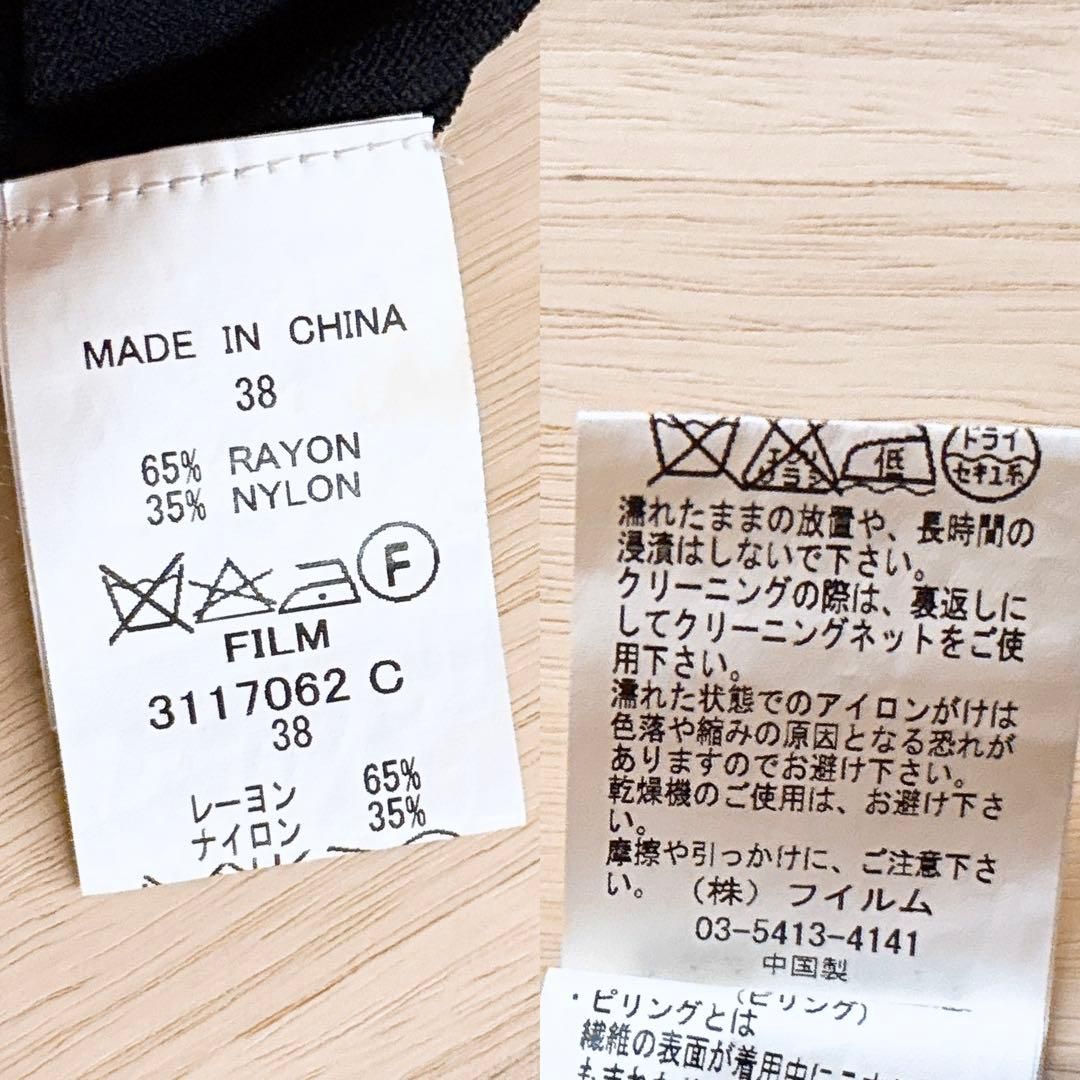 MADE IN CHINA
38
65% RAYON
35% NYLON
F
FILM
3117062 C
38
レーヨン 65%
ナイロン 35%
エンソ
サラシ
低
ドライ
セキユ系
濡れたままの放置や、長時間の
浸漬はしないで下さい。
クリーニングの際は、裏返しに
してクリーニングネットをご使
用下さい。
濡れた状態でのアイロンがけは
色落や縮みの原因となる恐れが
ありますのでお避け下さい。
乾燥機のご使用は、お避け下さ
い。
摩擦や引っかけに、ご注意下さ
い。 (株) フイルム
03-5413-4141
中国製
(ピリング)
・ピリングとは
繊維の表面が着用中に